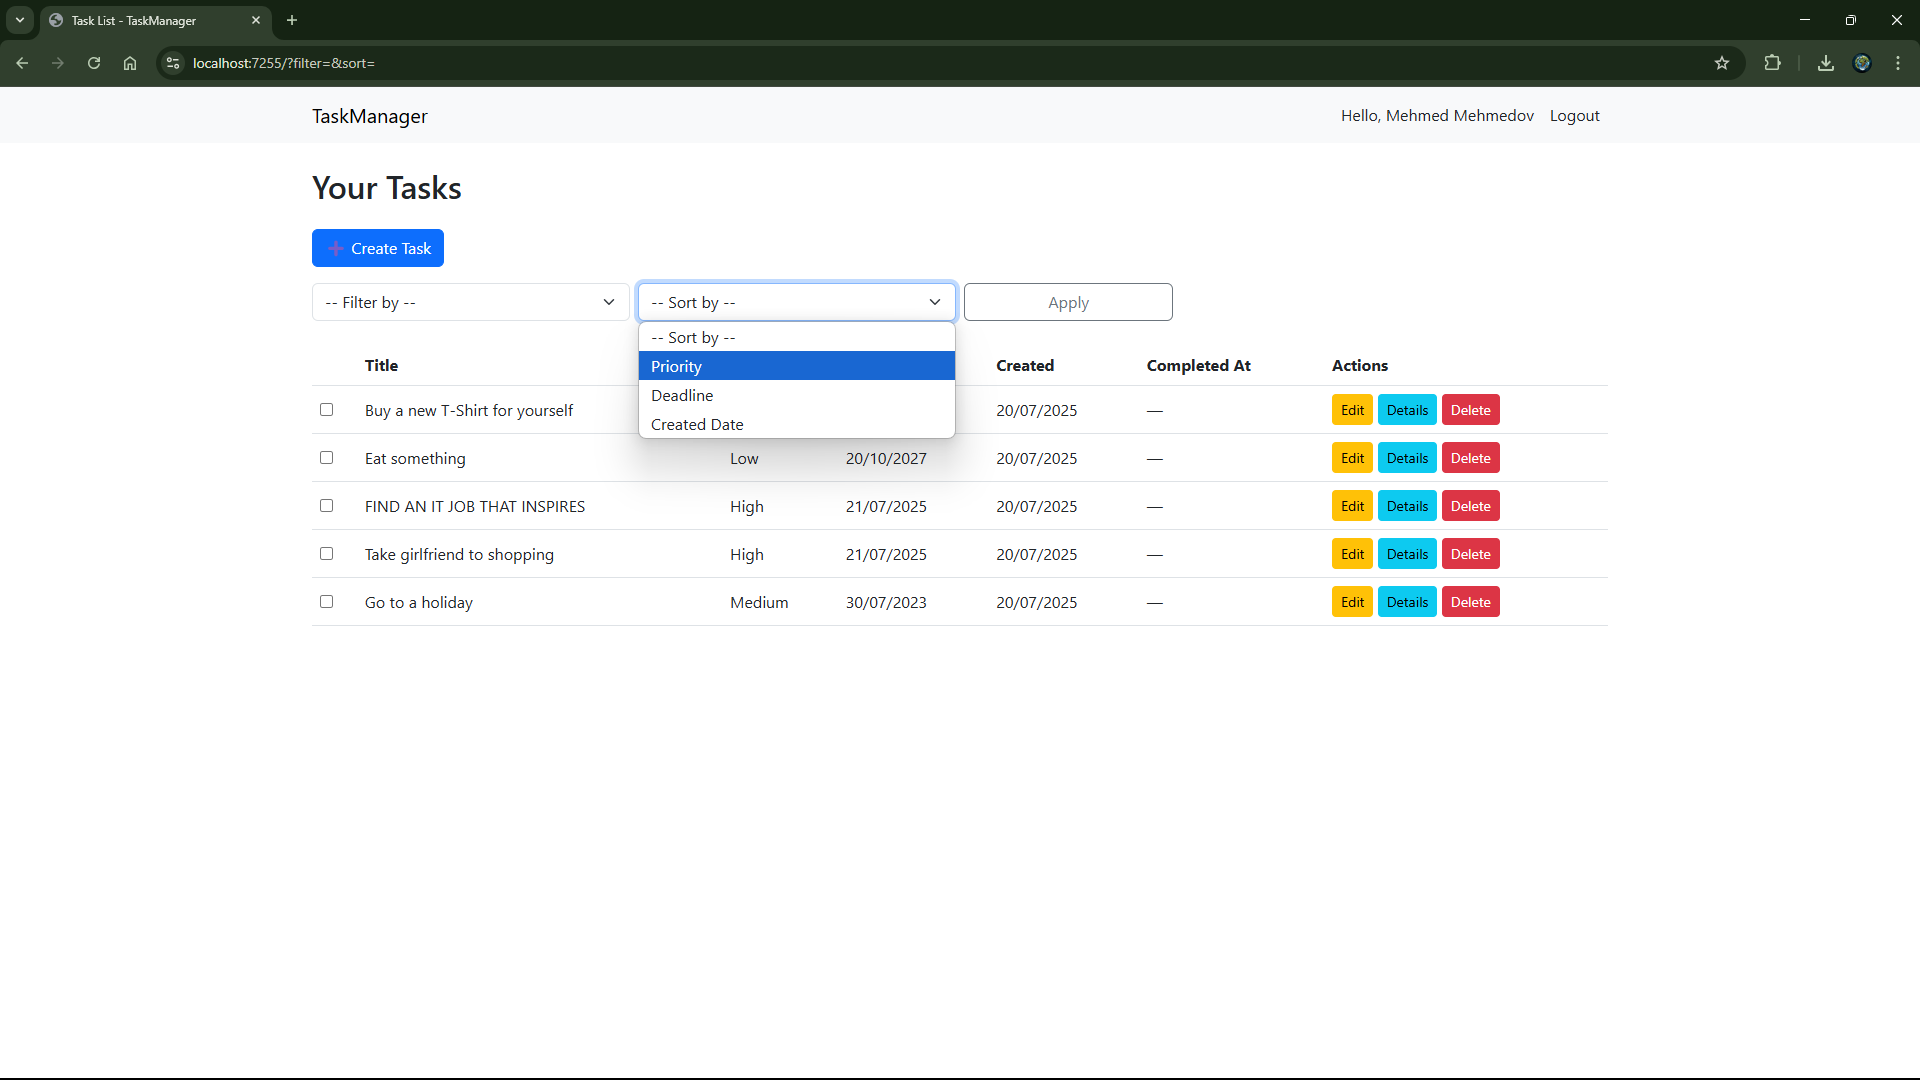 Task List - TaskManager
localhost:7255/?filter=&sort=
TaskManager
Hello, Mehmed Mehmedov Logout
Your Tasks
Create Task
-- Filter by -- -- Sort by -- Apply
-- Sort by --
Priority
Deadline
Created Date
Title Created Completed At Actions
Buy a new T-Shirt for yourself 20/07/2025 — Edit Details Delete
Eat something Low 20/10/2027 20/07/2025 — Edit Details Delete
FIND AN IT JOB THAT INSPIRES High 21/07/2025 20/07/2025 — Edit Details Delete
Take girlfriend to shopping High 21/07/2025 20/07/2025 — Edit Details Delete
Go to a holiday Medium 30/07/2023 20/07/2025 — Edit Details Delete